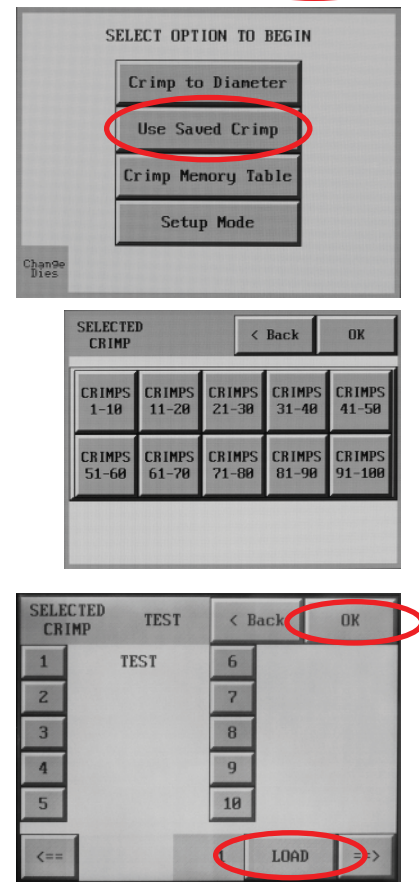 SELECT OPTION TO BEGIN
Crimp to Diameter
Use Saved Crimp
Crimp Memory Table
Setup Mode
Change
Dies
SELECTED
CRIMP
< Back
OK
CRIMPS
1-10
CRIMPS
11-20
CRIMPS
21-30
CRIMPS
31-40
CRIMPS
41-50
CRIMPS
51-60
CRIMPS
61-70
CRIMPS
71-80
CRIMPS
81-90
CRIMPS
91-100
SELECTED
CRIMP
TEST
< Back
OK
1
TEST
6
2
7
3
8
4
9
5
10
<==
1
LOAD
==>